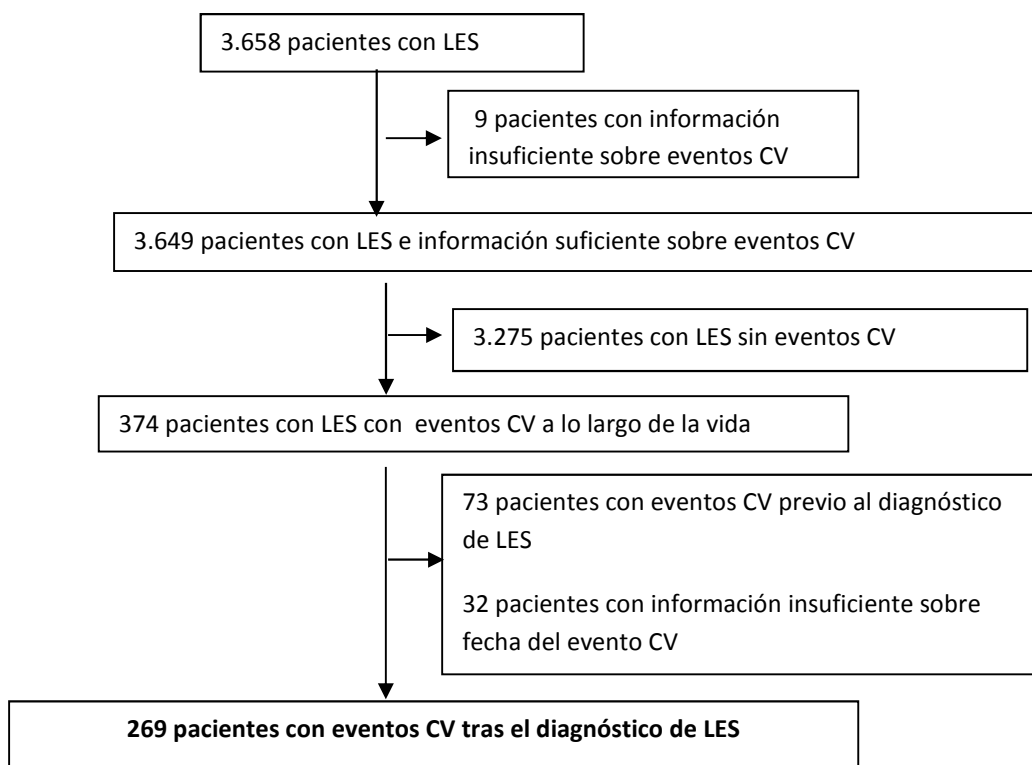 3.658 pacientes con LES
9 pacientes con información
insuficiente sobre eventos CV
3.649 pacientes con LES e información suficiente sobre eventos CV
3.275 pacientes con LES sin eventos CV
374 pacientes con LES con eventos CV a lo largo de la vida
73 pacientes con eventos CV previo al diagnóstico
de LES
32 pacientes con información insuficiente sobre
fecha del evento CV
269 pacientes con eventos CV tras el diagnóstico de LES